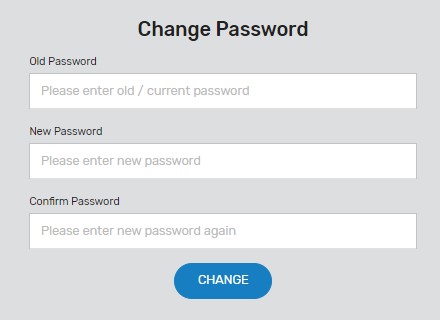 Change Password
Old Password
Please enter old / current password
New Password
Please enter new password
Confirm Password
Please enter new password again
CHANGE